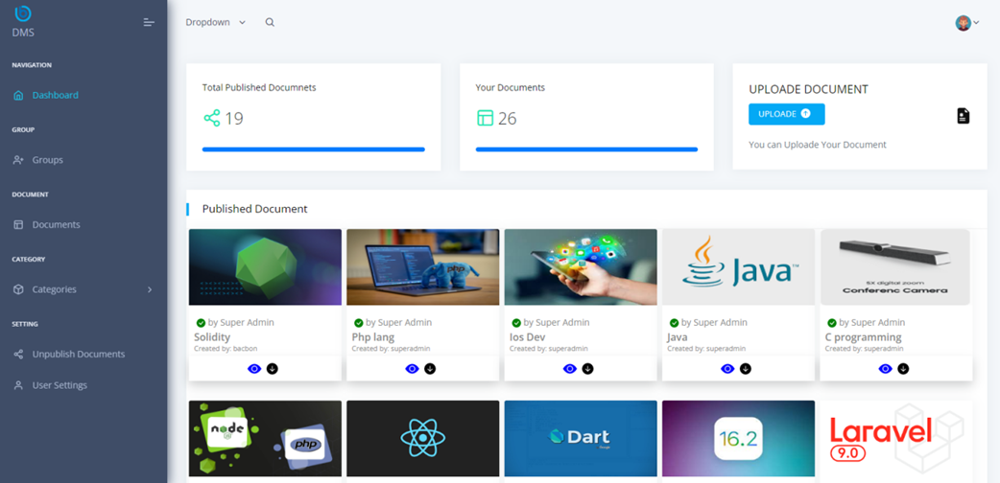 DMS
NAVIGATION
Dashboard
GROUP
Groups
DOCUMENT
Documents
CATEGORY
Categories
SETTING
Unpublish Documents
User Settings
Dropdown
Total Published Documnets
19
Your Documents
26
UPLOADE DOCUMENT
UPLOADE
You can Uploade Your Document
Published Document
php
Java™
5X digital zoom
Conferenc Camera
by Super Admin
Solidity
Created by: bacbon
by Super Admin
Php lang
Created by: superadmin
by Super Admin
Ios Dev
Created by: superadmin
by Super Admin
Java
Created by: superadmin
by Super Admin
C programming
Created by: superadmin
node
php
Dart
16.2
Laravel
9.0